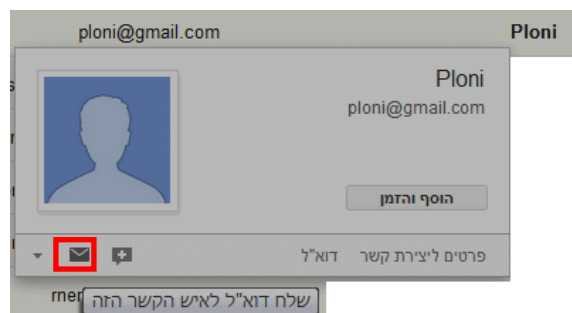 Ploni ploni@gmail.com
Ploni
ploni@gmail.com
הוסף והזמן
פרטים ליצירת קשר דוא"ל
שלח דוא"ל לאיש הקשר הזה